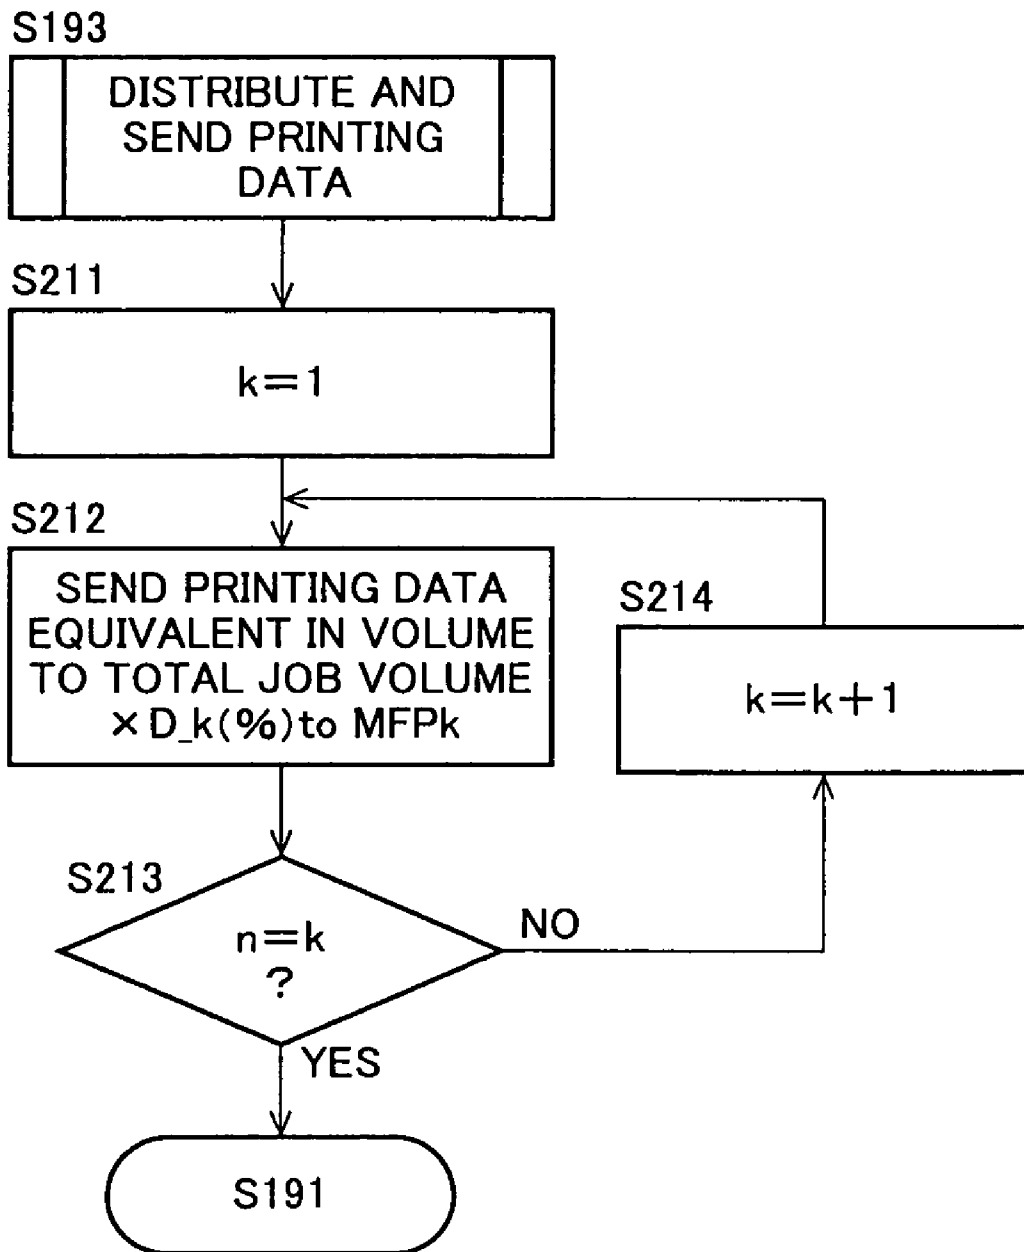 S193
DISTRIBUTE AND
SEND PRINTING
DATA
S211
k=1
S212
SEND PRINTING DATA
EQUIVALENT IN VOLUME
TO TOTAL JOB VOLUME
×D_k(%)to MFPk
S214
k=k+1
S213
n=k
?
NO
YES
S191